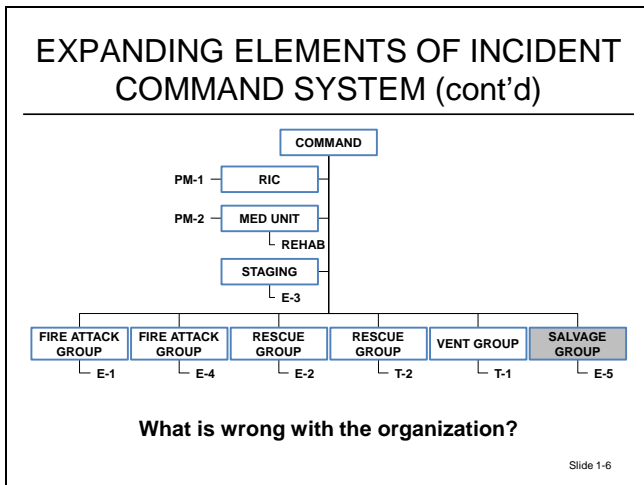 EXPANDING ELEMENTS OF INCIDENT
COMMAND SYSTEM (cont'd)
COMMAND
PM-1
RIC
PM-2
MED UNIT
REHAB
STAGING
E-3
FIRE ATTACK
GROUP
E-1
FIRE ATTACK
GROUP
E-4
RESCUE
GROUP
E-2
RESCUE
GROUP
T-2
VENT GROUP
T-1
SALVAGE
GROUP
E-5
What is wrong with the organization?
Slide 1-6